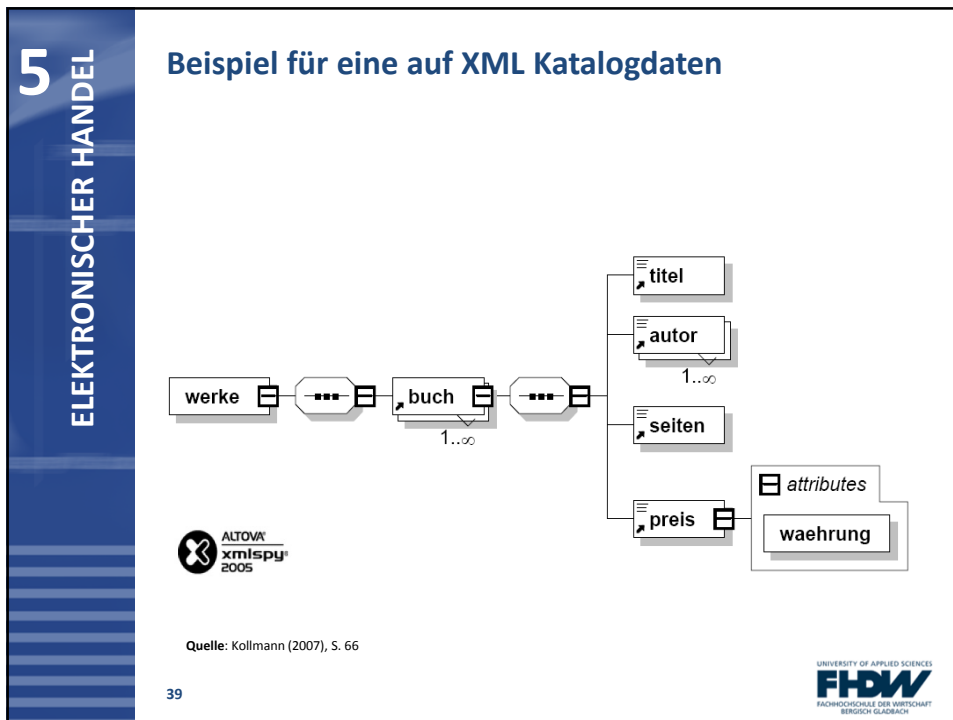 5
ELEKTRONISCHER HANDEL
Beispiel für eine auf XML Katalogdaten
werke
buch
1..∞
titel
autor
1..∞
seiten
preis
attributes
waehrung
ALTOVA®
xmlspy®
2005
Quelle: Kollmann (2007), S. 66
39
UNIVERSITY OF APPLIED SCIENCES
FHDW
FACHHOCHSCHULE DER WIRTSCHAFT
BERGISCH GLADBACH